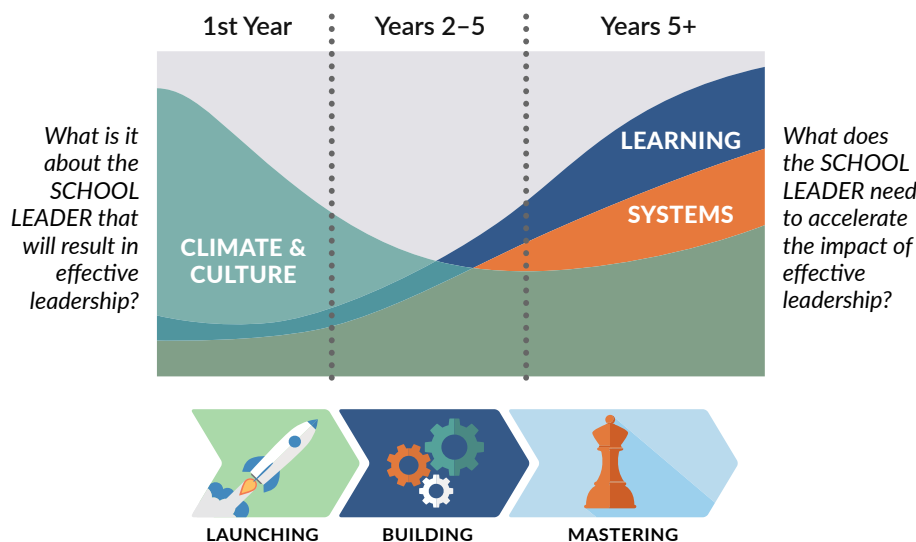 1st Year
Years 2–5
Years 5+
What is it
about the
SCHOOL
LEADER that
will result in
effective
leadership?
CLIMATE &
CULTURE
LEARNING
SYSTEMS
What does
the SCHOOL
LEADER need
to accelerate
the impact of
effective
leadership?
LAUNCHING
BUILDING
MASTERING